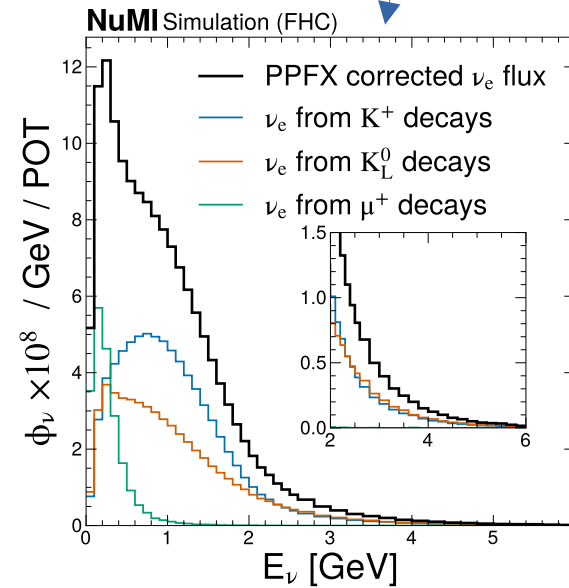 NuMI Simulation (FHC)
PPFX corrected νe flux
νe from K⁺ decays
νe from K⁰L decays
νe from μ⁺ decays
ϕν ×10⁸ / GeV / POT
12
10
8
6
4
2
0
1.5
1.0
0.5
0.0
2 4 6
0 1 2 3 4 5
Eν [GeV]